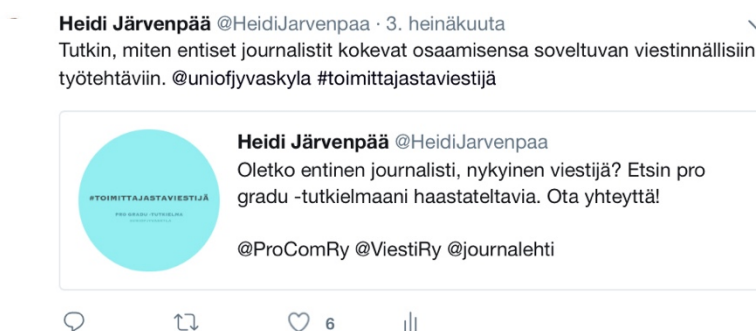 Heidi Järvenpää @HeidiJarvenpaa · 3. heinäkuuta
Tutkin, miten entiset journalistit kokevat osaamisensa soveltuvan viestinnällisiin
työtehtäviin. @uniofjyvaskyla #toimittajastaviestijä
Heidi Järvenpää @HeidiJarvenpaa
Oletko entinen journalisti, nykyinen viestijä? Etsin pro
gradu -tutkielmaani haastateltavia. Ota yhteyttä!
@ProComRy @ViestiRy @journalehti
#TOIMITTAJASTAVIESTIJÄ
PRO GRADU -TUTKIELMA
6